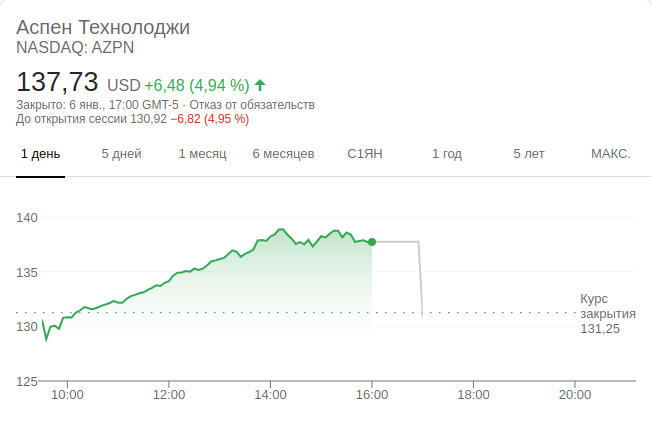 Аспен Технолоджи
NASDAQ: AZPN
137,73 USD +6,48 (4,94 %)
Закрыто: 6 янв., 17:00 GMT-5 · Отказ от обязательств
До открытия сессии 130,92 −6,82 (4,95 %)
1 день 5 дней 1 месяц 6 месяцев С1ЯН 1 год 5 лет МАКС.
140
135
Курс
закрытия
131,25
130
125
10:00 12:00 14:00 16:00 18:00 20:00